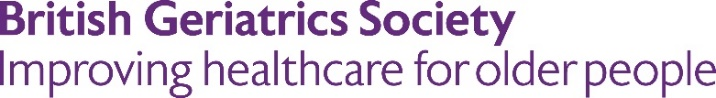 British Geriatrics Society
Improving healthcare for older people